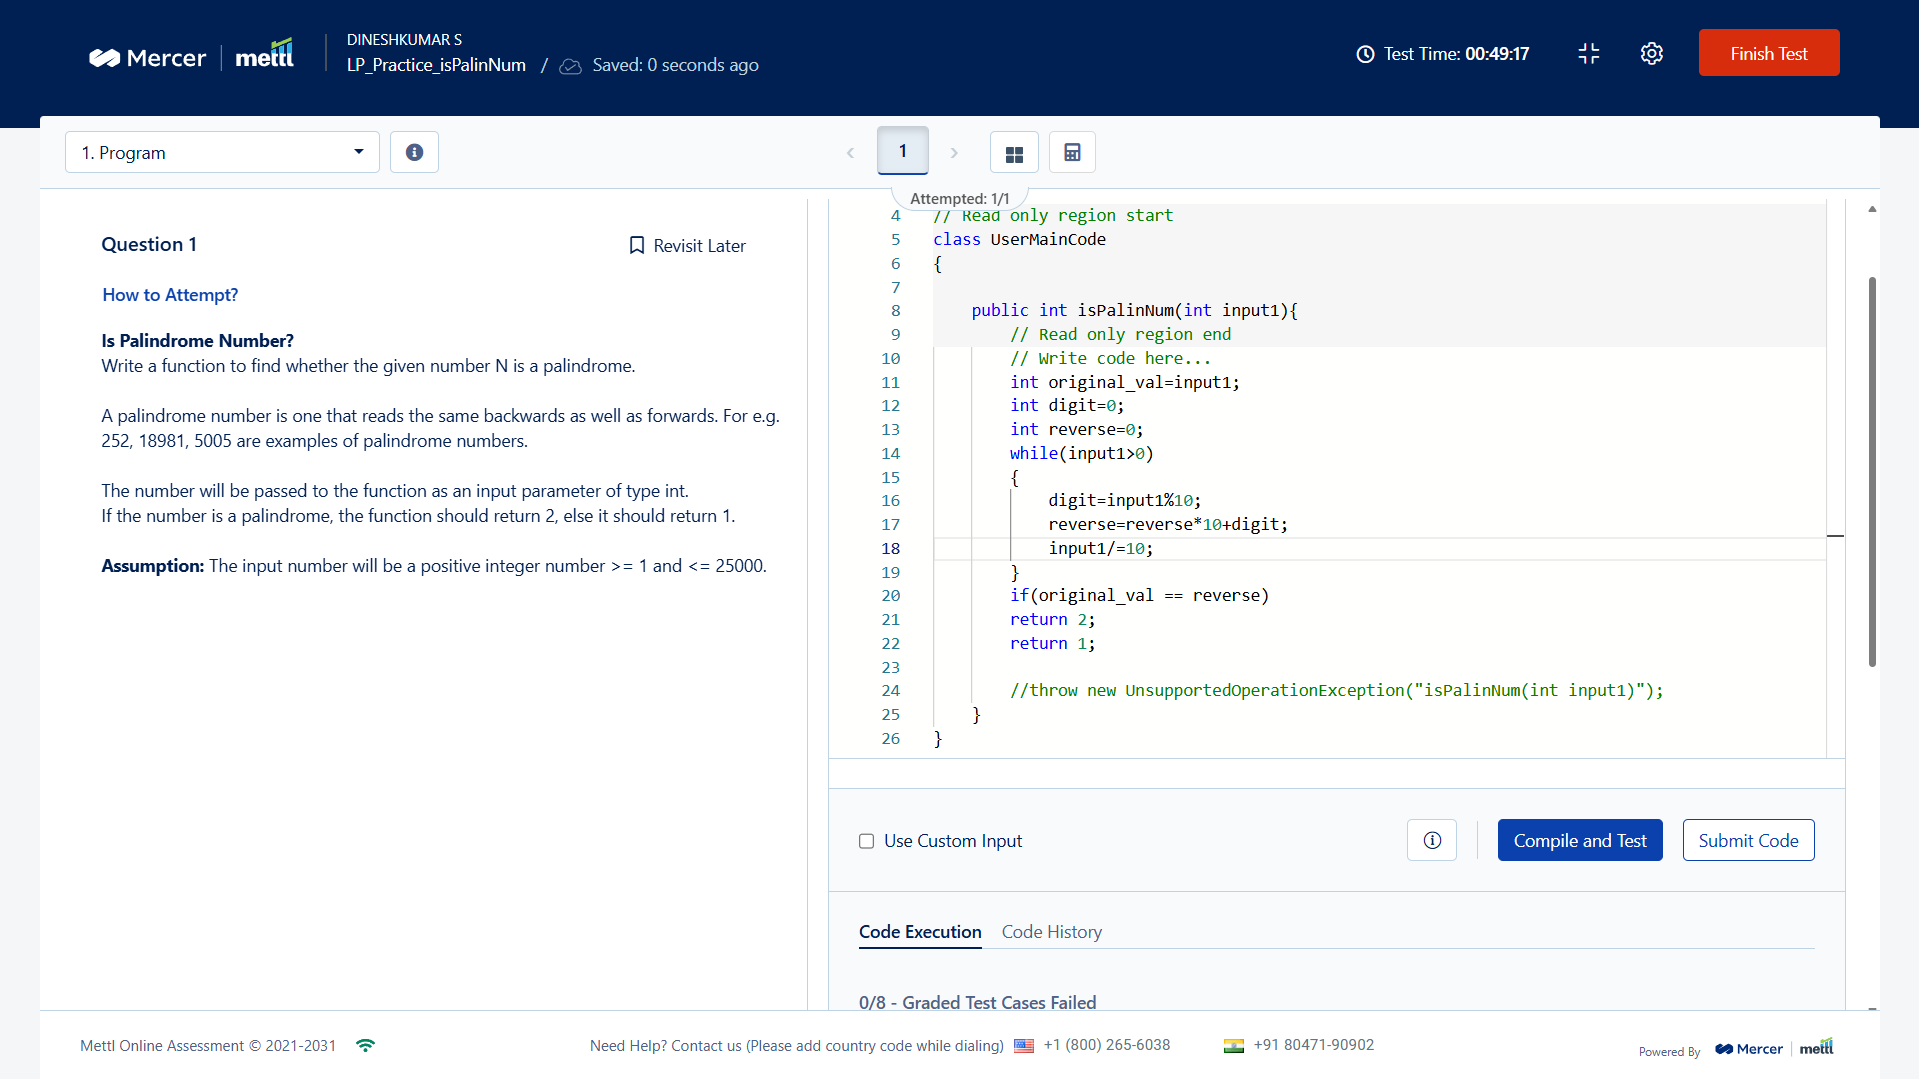 Mercer | mettl
DINESHKUMAR S
LP_Practice_isPalinNum / Saved: 0 seconds ago
Test Time: 00:49:17
Finish Test
1. Program
1
Attempted: 1/1
Question 1
Revisit Later
How to Attempt?
Is Palindrome Number?
Write a function to find whether the given number N is a palindrome.
A palindrome number is one that reads the same backwards as well as forwards. For e.g.
252, 18981, 5005 are examples of palindrome numbers.
The number will be passed to the function as an input parameter of type int.
If the number is a palindrome, the function should return 2, else it should return 1.
Assumption: The input number will be a positive integer number >= 1 and <= 25000.
4 // Read only region start
5 class UserMainCode
6 {
7
8 public int isPalinNum(int input1){
9 // Read only region end
10 // Write code here...
11 int original_val=input1;
12 int digit=0;
13 int reverse=0;
14 while(input1>0)
15 {
16 digit=input1%10;
17 reverse=reverse*10+digit;
18 input1/=10;
19 }
20 if(original_val == reverse)
21 return 2;
22 return 1;
23
24 //throw new UnsupportedOperationException("isPalinNum(int input1)");
25 }
26 }
Use Custom Input
Compile and Test
Submit Code
Code Execution
Code History
0/8 - Graded Test Cases Failed
Mettl Online Assessment © 2021-2031
Need Help? Contact us (Please add country code while dialing) +1 (800) 265-6038 +91 80471-90902
Powered By Mercer | mettl